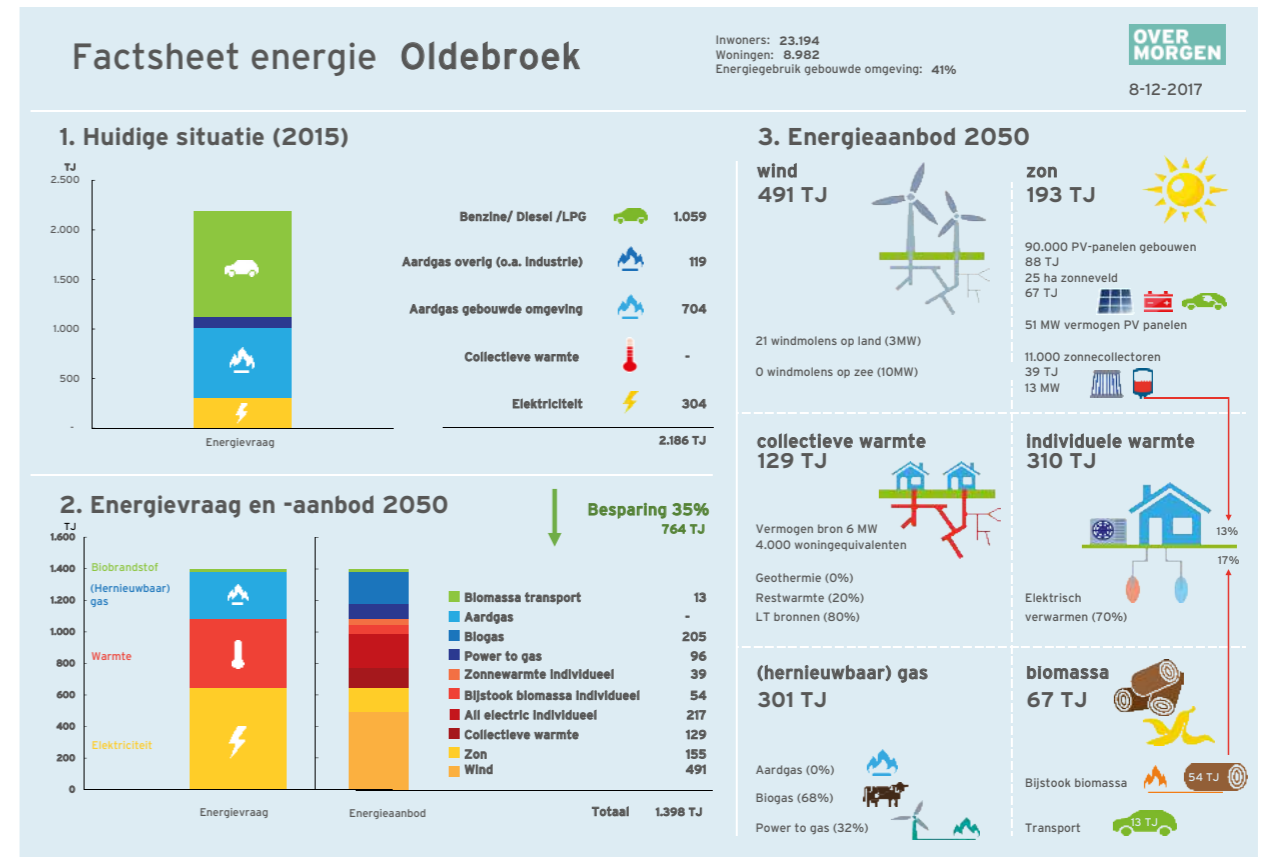 Factsheet energie Oldebroek
Inwoners: 23.194
Woningen: 8.982
Energiegebruik gebouwde omgeving: 41%
OVER
MORGEN
8-12-2017
1. Huidige situatie (2015)
TJ
2.500
2.000
1.500
1.000
500
-
Energievraag
Benzine/ Diesel /LPG 1.059
Aardgas overig (o.a. industrie) 119
Aardgas gebouwde omgeving 704
Collectieve warmte -
Elektriciteit 304
2.186 TJ
2. Energievraag en -aanbod 2050
Besparing 35%
764 TJ
TJ
1.600
1.400
1.200
1.000
800
600
400
200
0
Biobrandstof
(Hernieuwbaar)
gas
Warmte
Elektriciteit
Energievraag
Energieaanbod
Biomassa transport 13
Aardgas -
Biogas 205
Power to gas 96
Zonnewarmte individueel 39
Bijstook biomassa individueel 54
All electric individueel 217
Collectieve warmte 129
Zon 155
Wind 491
Totaal 1.398 TJ
3. Energieaanbod 2050
wind
491 TJ
21 windmolens op land (3MW)
0 windmolens op zee (10MW)
zon
193 TJ
90.000 PV-panelen gebouwen
88 TJ
25 ha zonneveld
67 TJ
51 MW vermogen PV panelen
11.000 zonnecollectoren
39 TJ
13 MW
collectieve warmte
129 TJ
Vermogen bron 6 MW
4.000 woningequivalenten
Geothermie (0%)
Restwarmte (20%)
LT bronnen (80%)
individuele warmte
310 TJ
13%
17%
Elektrisch
verwarmen (70%)
(hernieuwbaar) gas
301 TJ
Aardgas (0%)
Biogas (68%)
Power to gas (32%)
biomassa
67 TJ
Bijstook biomassa
54 TJ
Transport
13 TJ